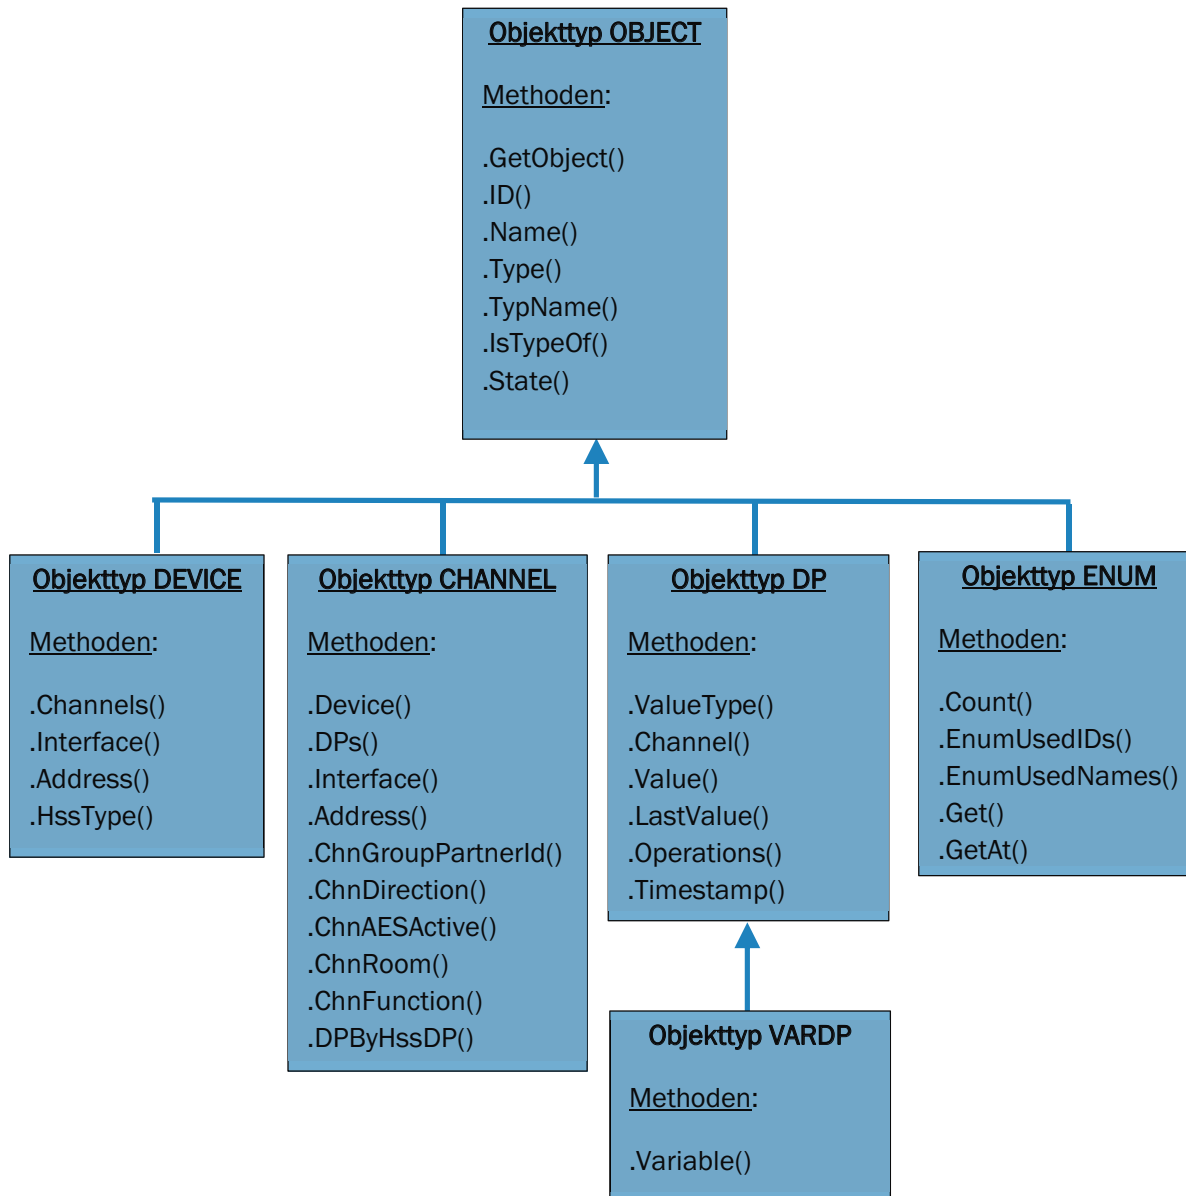 Objekttyp OBJECT
Methoden:
.GetObject()
.ID()
.Name()
.Type()
.TypName()
.IsTypeOf()
.State()
Objekttyp DEVICE
Methoden:
.Channels()
.Interface()
.Address()
.HssType()
Objekttyp CHANNEL
Methoden:
.Device()
.DPs()
.Interface()
.Address()
.ChnGroupPartnerId()
.ChnDirection()
.ChnAESActive()
.ChnRoom()
.ChnFunction()
.DPByHssDP()
Objekttyp DP
Methoden:
.ValueType()
.Channel()
.Value()
.LastValue()
.Operations()
.Timestamp()
Objekttyp ENUM
Methoden:
.Count()
.EnumUsedIDs()
.EnumUsedNames()
.Get()
.GetAt()
Objekttyp VARDP
Methoden:
.Variable()